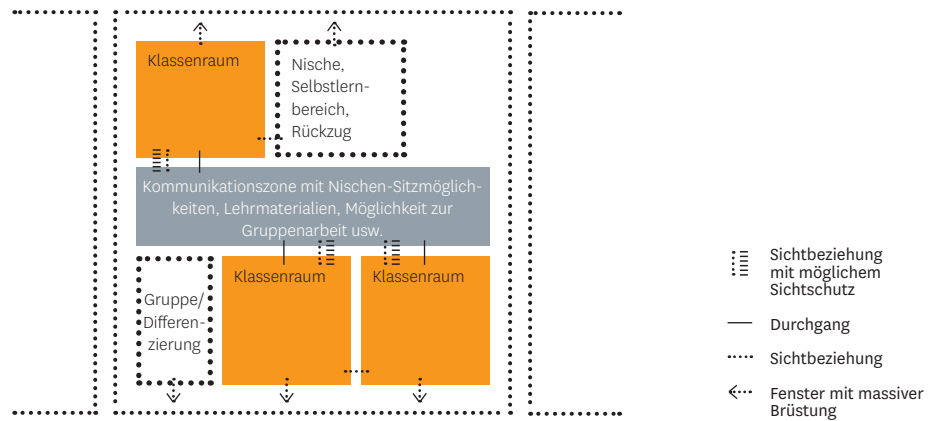 Klassenraum
Nische,
Selbstlern-
bereich,
Rückzug
Kommunikationszone mit Nischen-Sitzmöglich-
keiten, Lehrmaterialien, Möglichkeit zur
Gruppenarbeit usw.
Gruppe/
Differen-
zierung
Klassenraum
Klassenraum
Sichtbeziehung
mit möglichem
Sichtschutz
Durchgang
Sichtbeziehung
Fenster mit massiver
Brüstung